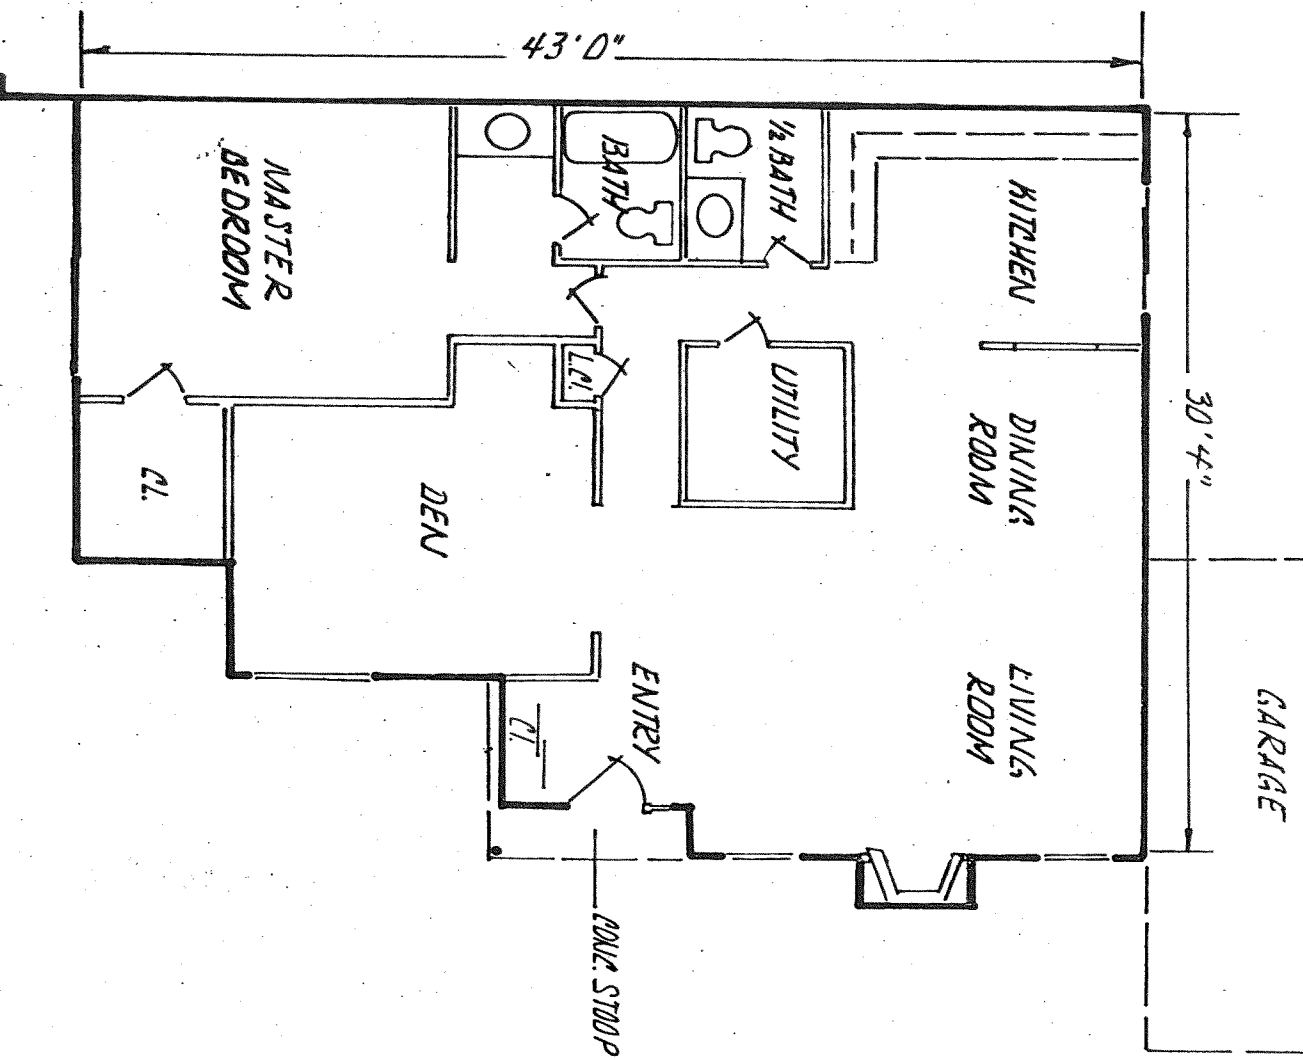 43'0"
MASTER
BEDROOM
BATH
1/2 BATH
KITCHEN
30'4"
L.Cl.
UTILITY
DINING
ROOM
Cl.
DEN
ENTRY
LIVING
ROOM
GARAGE
Cl.
CONC. STOOP